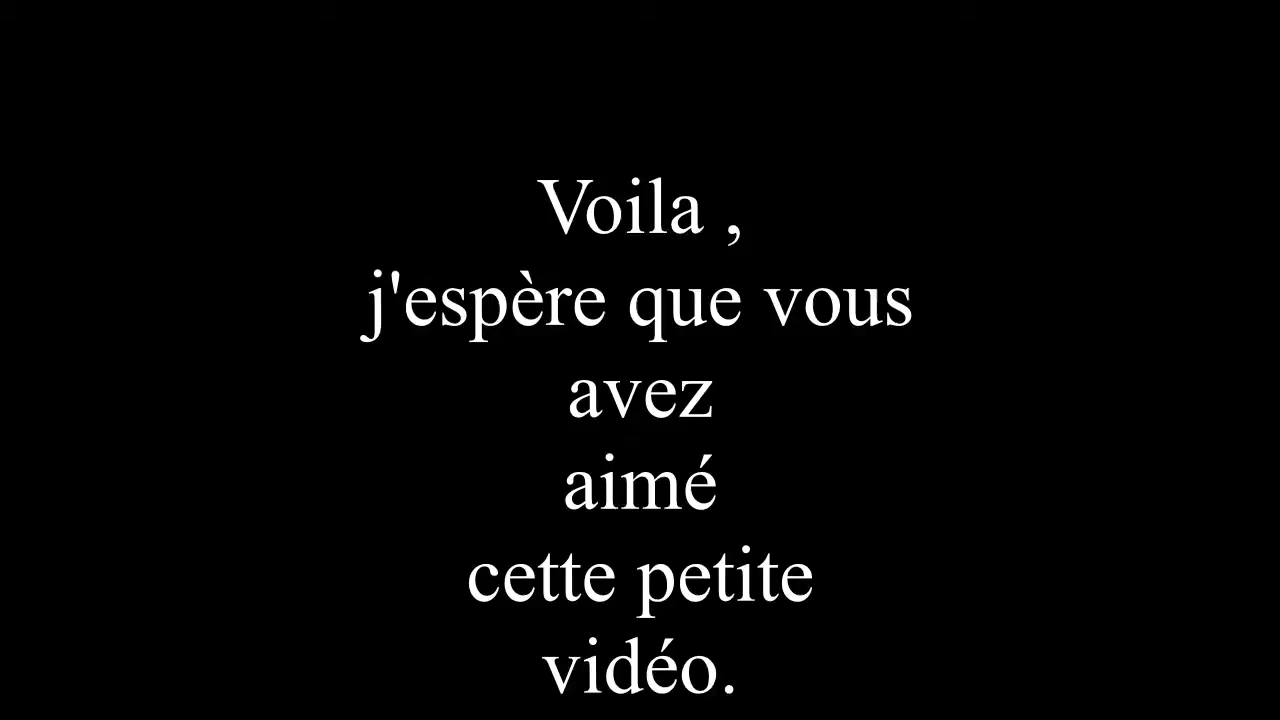 Voila ,
j'espère que vous
avez
aimé
cette petite
vidéo.